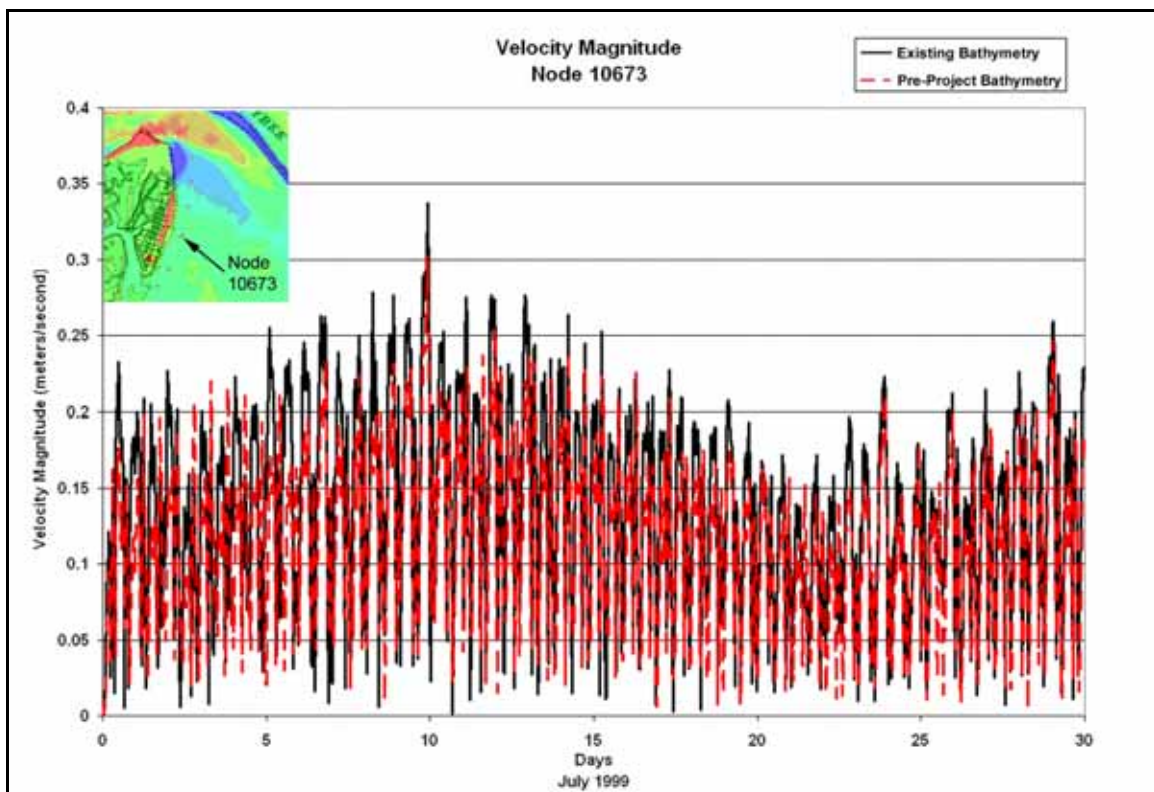 Velocity Magnitude
Node 10673
Existing Bathymetry
Pre-Project Bathymetry
0.4
0.35
0.3
0.25
0.2
0.15
0.1
0.05
0
Velocity Magnitude (meters/second)
Node
10673
0
5
10
15
20
25
30
Days
July 1999